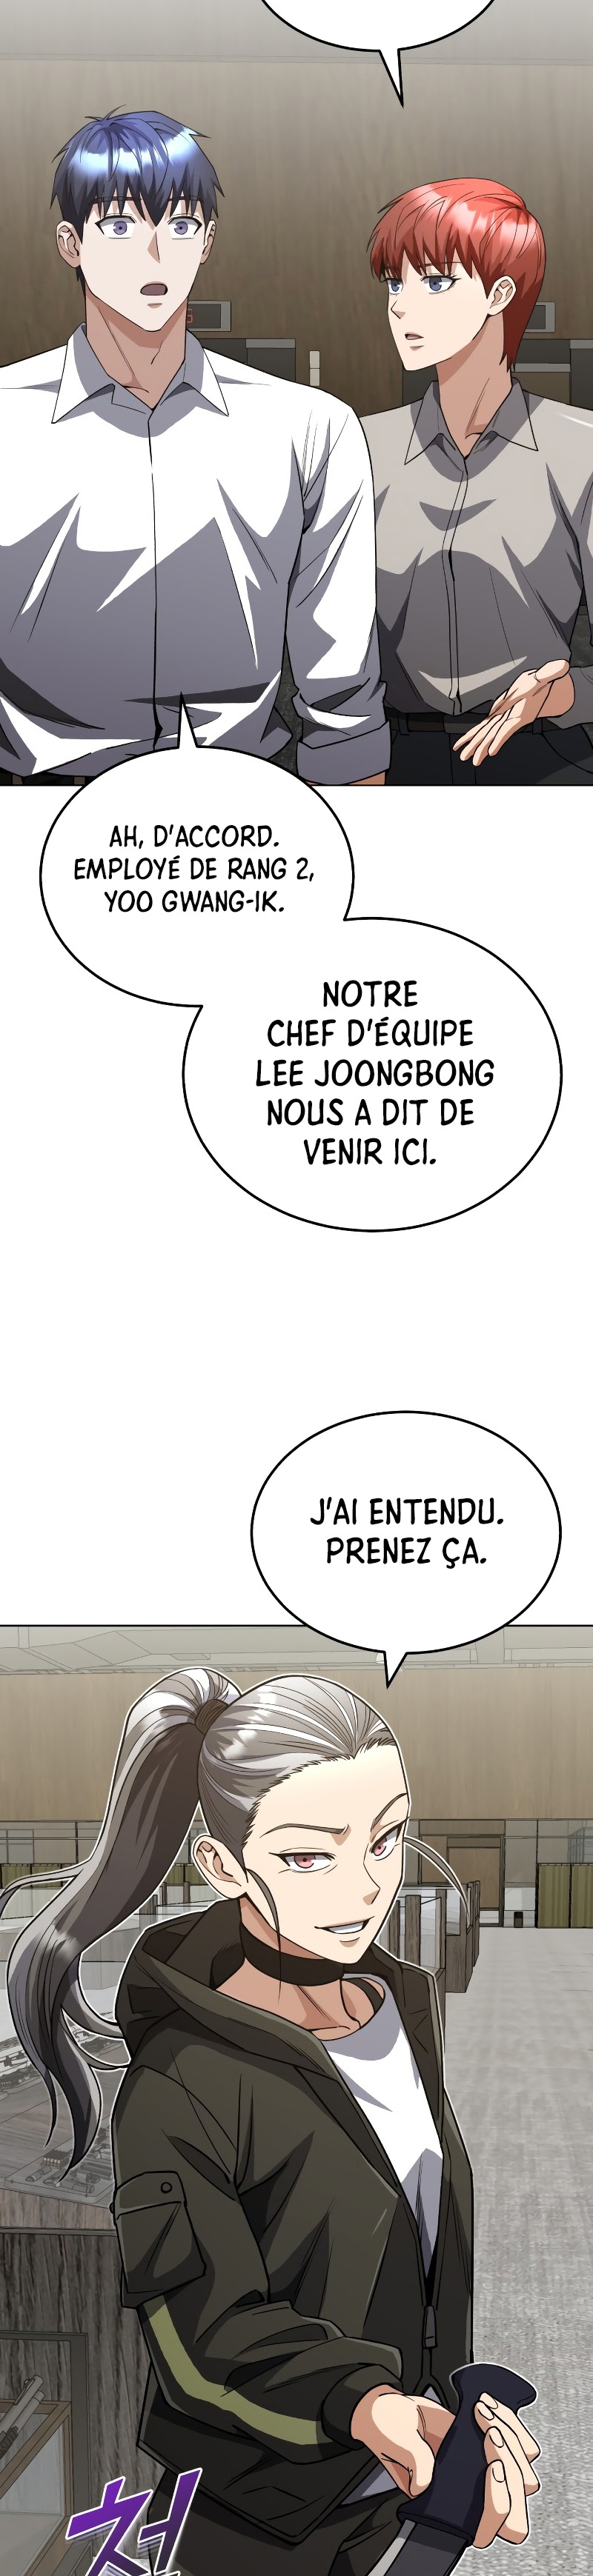 AH, D'ACCORD.
EMPLOYÉ DE RANG 2,
YOO GWANG-IK.
NOTRE
CHEF D'ÉQUIPE
LEE JOONGBONG
NOUS A DIT DE
VENIR ICI.
J'AI ENTENDU.
PRENEZ ÇA.
척